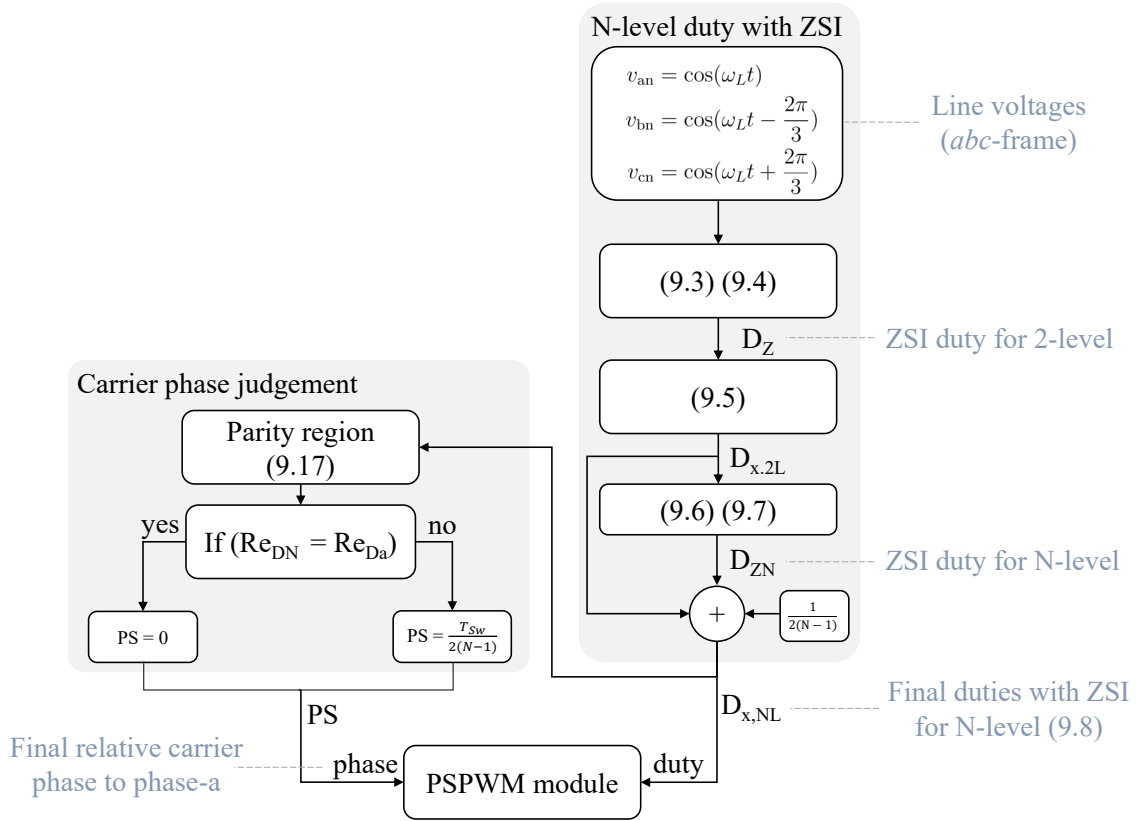 N-level duty with ZSI
v_an = cos(ω_L t)
v_bn = cos(ω_L t − 2π/3)
v_cn = cos(ω_L t + 2π/3)
Line voltages
(abc-frame)
(9.3) (9.4)
D_Z
ZSI duty for 2-level
(9.5)
D_x.2L
(9.6) (9.7)
D_ZN
ZSI duty for N-level
+
1/2(N − 1)
Carrier phase judgement
Parity region
(9.17)
yes
If (Re_DN = Re_Da)
no
PS = 0
PS = T_Sw/2(N−1)
PS
D_x,NL
Final duties with ZSI
for N-level (9.8)
Final relative carrier
phase to phase-a
phase
PSPWM module
duty